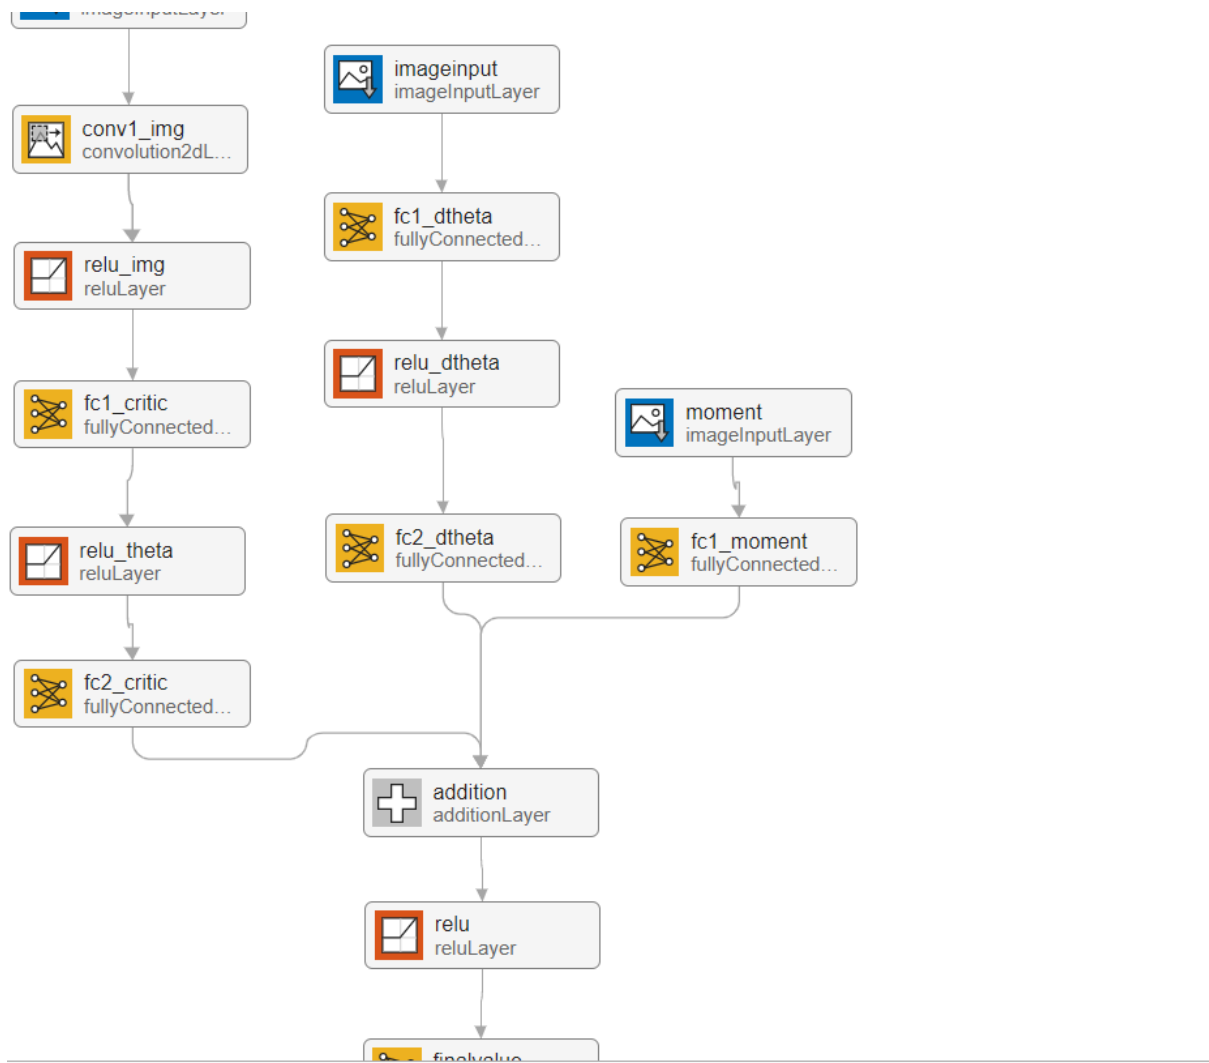 imageInputLayer
conv1_img
convolution2dL...
relu_img
reluLayer
fc1_critic
fullyConnected...
relu_theta
reluLayer
fc2_critic
fullyConnected...
imageinput
imageInputLayer
fc1_dtheta
fullyConnected...
relu_dtheta
reluLayer
fc2_dtheta
fullyConnected...
moment
imageInputLayer
fc1_moment
fullyConnected...
addition
additionLayer
relu
reluLayer